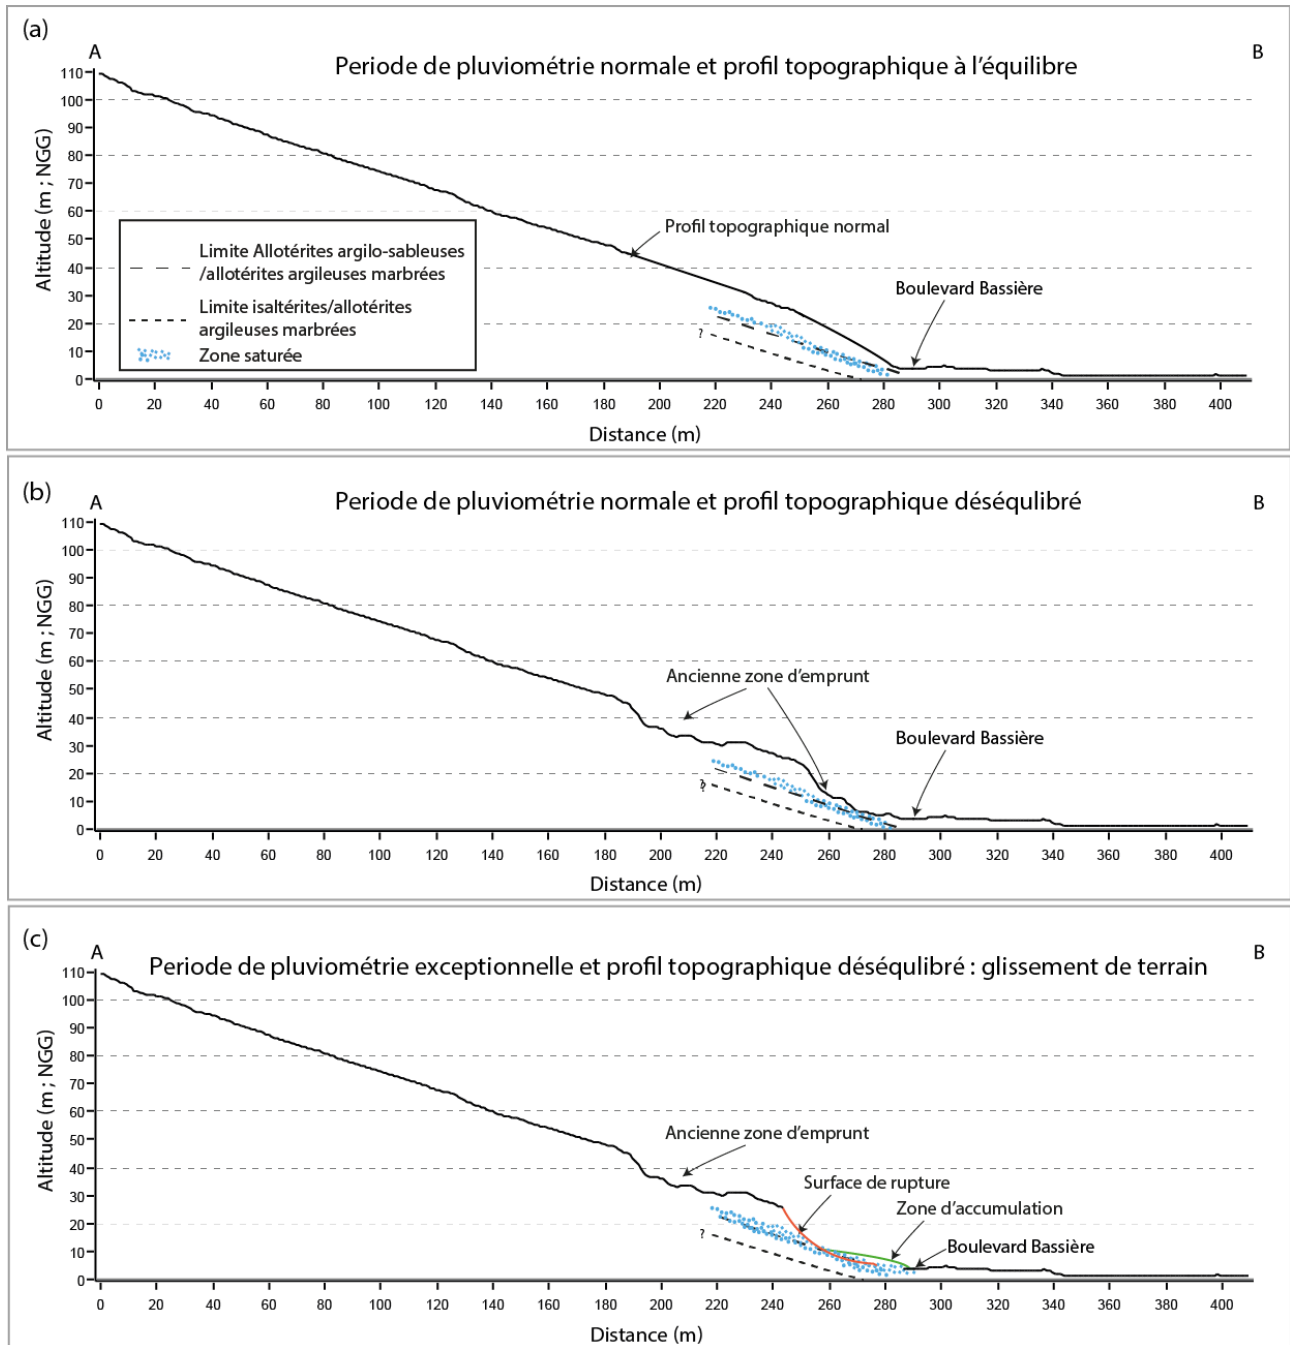 (a)
A
B
Periode de pluviométrie normale et profil topographique à l'équilibre
Altitude (m ; NGG)
110
100
90
80
70
60
50
40
30
20
10
0
Profil topographique normal
Boulevard Bassière
Limite Allotérites argilo-sableuses
/allotérites argileuses marbrées
Limite isaltérites/allotérites
argileuses marbrées
Zone saturée
?
0 20 40 60 80 100 120 140 160 180 200 220 240 260 280 300 320 340 360 380 400
Distance (m)
(b)
A
B
Periode de pluviométrie normale et profil topographique déséqulibré
Altitude (m ; NGG)
110
100
90
80
70
60
50
40
30
20
10
0
Ancienne zone d'emprunt
Boulevard Bassière
?
0 20 40 60 80 100 120 140 160 180 200 220 240 260 280 300 320 340 360 380 400
Distance (m)
(c)
A
B
Periode de pluviométrie exceptionnelle et profil topographique déséqulibré : glissement de terrain
Altitude (m ; NGG)
110
100
90
80
70
60
50
40
30
20
10
0
Ancienne zone d'emprunt
Surface de rupture
Zone d'accumulation
Boulevard Bassière
?
0 20 40 60 80 100 120 140 160 180 200 220 240 260 280 300 320 340 360 380 400
Distance (m)